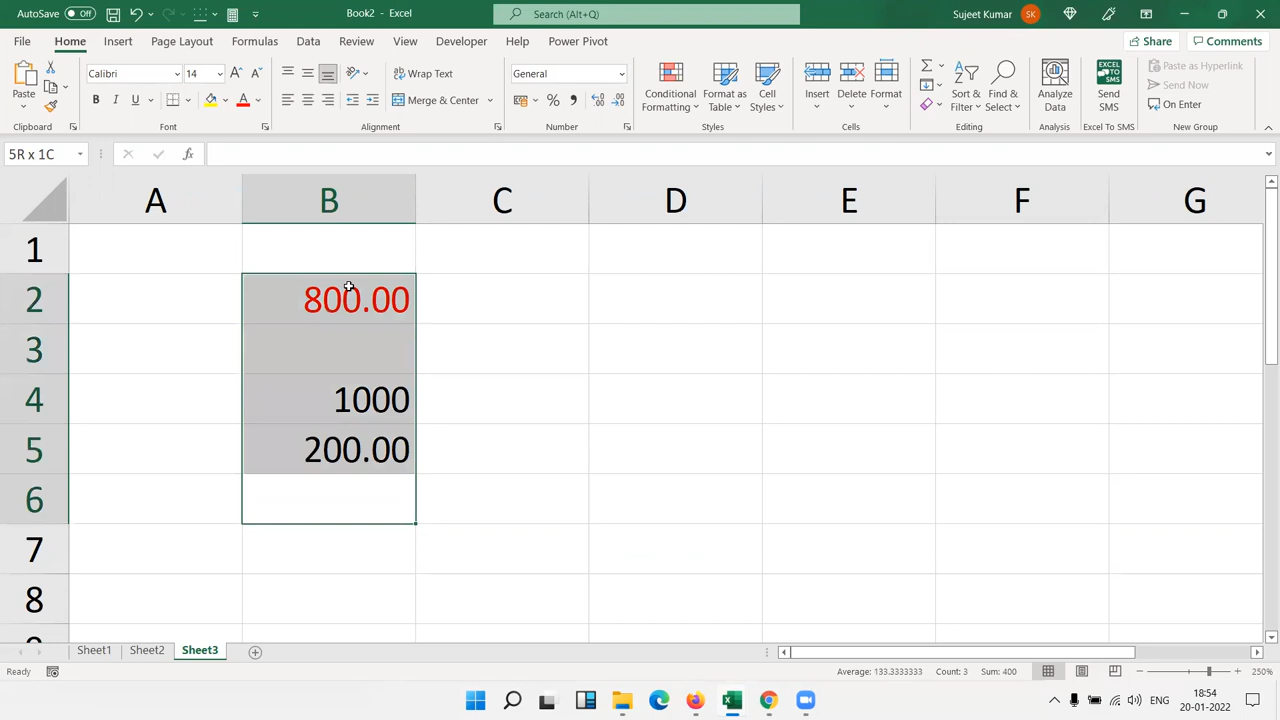 AutoSave Off Book2 - Excel Search (Alt+Q) Sujeet Kumar SK
File Home Insert Page Layout Formulas Data Review View Developer Help Power Pivot Share Comments
Paste Calibri 14 Wrap Text General Conditional Formatting Format as Table Cell Styles Insert Delete Format Sort & Filter Find & Select Analyze Data Send SMS Paste as Hyperlink
Send Now
B I U A Merge & Center % On Enter
Clipboard Font Alignment Number Styles Cells Editing Analysis Excel To SMS New Group
5R x 1C fx
A B C D E F G
1
2 800.00
3
4 1000
5 200.00
6
7
8
Sheet1 Sheet2 Sheet3
Ready Average: 133.3333333 Count: 3 Sum: 400 250%
ENG 18:54
20-01-2022